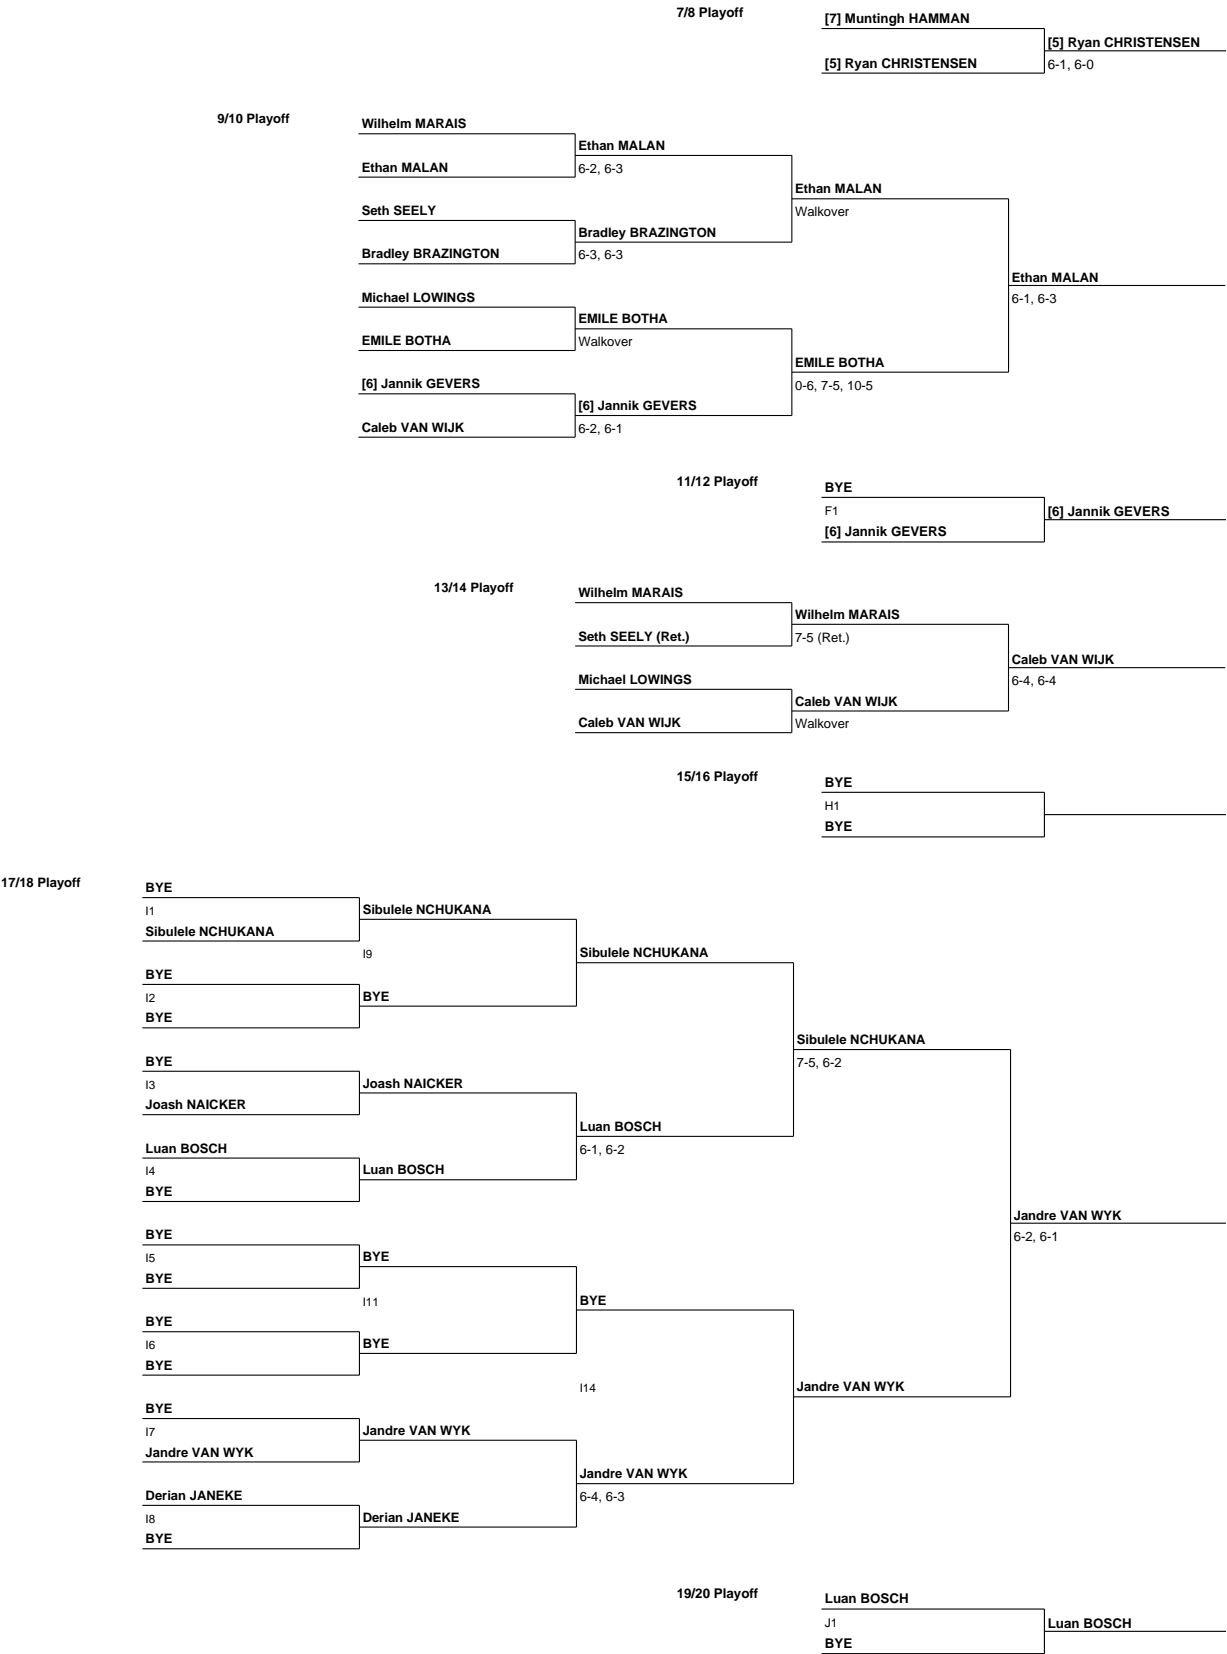 7/8 Playoff
[7] Muntingh HAMMAN
[5] Ryan CHRISTENSEN
[5] Ryan CHRISTENSEN
6-1, 6-0
9/10 Playoff
Wilhelm MARAIS
Ethan MALAN
Ethan MALAN
6-2, 6-3
Ethan MALAN
Walkover
Seth SEELY
Bradley BRAZINGTON
Bradley BRAZINGTON
6-3, 6-3
Ethan MALAN
6-1, 6-3
Michael LOWINGS
EMILE BOTHA
EMILE BOTHA
Walkover
EMILE BOTHA
0-6, 7-5, 10-5
[6] Jannik GEVERS
[6] Jannik GEVERS
Caleb VAN WIJK
6-2, 6-1
11/12 Playoff
BYE
F1
[6] Jannik GEVERS
[6] Jannik GEVERS
13/14 Playoff
Wilhelm MARAIS
Wilhelm MARAIS
Seth SEELY (Ret.)
7-5 (Ret.)
Caleb VAN WIJK
6-4, 6-4
Michael LOWINGS
Caleb VAN WIJK
Caleb VAN WIJK
Walkover
15/16 Playoff
BYE
H1
BYE
17/18 Playoff
BYE
I1
Sibulele NCHUKANA
Sibulele NCHUKANA
I9
Sibulele NCHUKANA
BYE
I2
BYE
BYE
Sibulele NCHUKANA
7-5, 6-2
BYE
I3
Joash NAICKER
Joash NAICKER
Luan BOSCH
6-1, 6-2
Luan BOSCH
I4
Luan BOSCH
BYE
Jandre VAN WYK
6-2, 6-1
BYE
I5
BYE
BYE
I11
BYE
BYE
I6
BYE
BYE
I14
Jandre VAN WYK
BYE
I7
Jandre VAN WYK
Jandre VAN WYK
Jandre VAN WYK
6-4, 6-3
Derian JANEKE
I8
Derian JANEKE
BYE
19/20 Playoff
Luan BOSCH
J1
Luan BOSCH
BYE